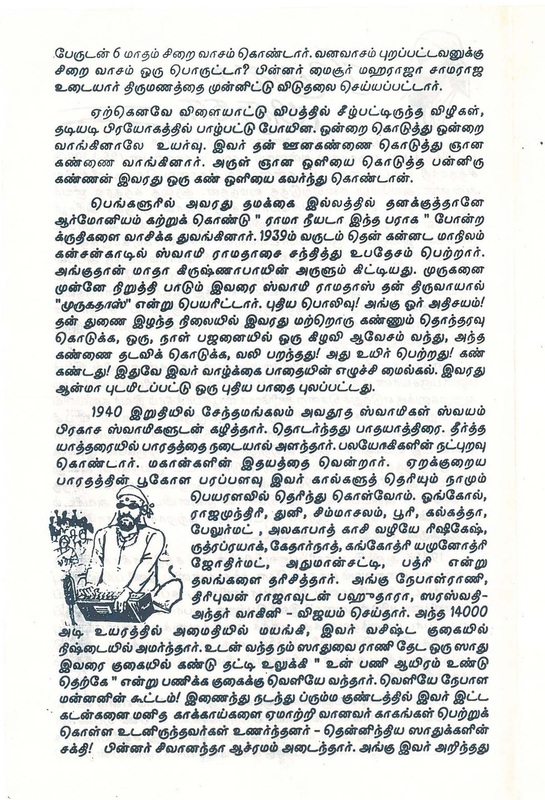 பேருடன் 6 மாதம் சிறை வாசம் கொண்டார். வனவாசம் புறப்பட்டவனுக்கு
சிறை வாசம் ஒரு பொருட்டா? பின்னர் மைசூர் மஹராஜா சாமராஜ
உடையார் திருமணத்தை முன்னிட்டு விடுதலை செய்யப்பட்டார்.
ஏற்கெனவே விளையாட்டு விபத்தில் சீழ்பட்டிருந்த விழிகள்,
தடியடி பிரயோகத்தில் பாழ்பட்டு போயின. ஒன்றை கொடுத்து ஒன்றை
வாங்கினாலே உயர்வு. இவர் தன் ஊனகண்ணை கொடுத்து ஞான
கண்ணை வாங்கினார். அருள் ஞான ஒளியை கொடுத்த பன்னிரு
கண்ணன் இவரது ஒரு கண் ஒளியை கவர்ந்து கொண்டான்.
பெங்களூரில் அவரது தமக்கை இல்லத்தில் தனக்குத்தானே
ஆர்மோனியம் கற்றுக் கொண்டு " ராமா நீயடா இந்த பராக " போன்ற
க்ருதிகளை வாசிக்க துவங்கினார். 1939ம் வருடம் தென் கன்னட மாநிலம்
கன்சன்காடில் ஸ்வாமி ராமதாசை சந்தித்து உபதேசம் பெற்றார்.
அங்குதான் மாதா கிருஷ்ணாபாயின் அருளும் கிட்டியது. முருகனை
முன்னே நிறுத்தி பாடும் இவரை ஸ்வாமி ராமதாஸ் தன் திருவாயால்
"முருகதாஸ்" என்று பெயரிட்டார். புதிய பொலிவு! அங்கு ஓர் அதிசயம்!
தன் துணை இழந்த நிலையில் இவரது மற்றொரு கண்ணும் தொந்தரவு
கொடுக்க, ஒரு, நாள் பஜனையில் ஒரு கிழவி ஆவேசம் வந்து, அந்த
கண்ணை தடவிக் கொடுக்க, வலி பறந்தது! அது உயிர் பெற்றது! கண்
கண்டது! இதுவே இவர் வாழ்க்கை பாதையின் எழுச்சி மைல்கல். இவரது
ஆன்மா புடமிடப்பட்டு ஒரு புதிய பாதை புலப்பட்டது.
1940 இறுதியில் சேந்தமங்கலம் அவதூத ஸ்வாமிகள் ஸ்வயம்
பிரகாச ஸ்வாமிகளுடன் கழித்தார். தொடர்ந்தது பாதயாத்திரை. தீர்த்த
யாத்தரையில் பாரதத்தை நடையால் அளந்தார். பலயோகிகளின் நட்புறவு
கொண்டார். மகான்களின் இதயத்தை வென்றார். ஏறக்குறைய
பாரதத்தின் பூகோள பரப்பளவு இவர் கால்களுத் தெரியும் நாமும்
பெயரளவில் தெரிந்து கொள்வோம். ஓங்கோல்,
ராஜமுந்திரி, துனி, சிம்மாசலம், பூரி, கல்கத்தா,
பேலூர்மட் , அலகாபாத் காசி வழியே ரிஷிகேஷ்,
ருத்ரப்ரயாக், கேதார்நாத், கங்கோத்ரி யமுனோத்ரி
ஜோதிர்மட், அநுமான்சட்டி, பத்ரி என்று
தலங்களை தரிசித்தார். அங்கு நேபாள்ராணி,
திரிபுவன் ராஜாவுடன் பஹுதாரா, ஸரஸ்வதி-
அந்தர் வாகினி - விஜயம் செய்தார். அந்த 14000
அடி உயரத்தில் அமைதியில் மயங்கி, இவர் வசிஷ்ட குகையில்
நிஷ்டையில் அமர்ந்தார். உடன் வந்த நம் ஸாதுவை ராணி தேட ஒரு ஸாது
இவரை குகையில் கண்டு தட்டி உலுக்கி " உன் பணி ஆயிரம் உண்டு
தெற்கே " என்று பணிக்க குகைக்கு வெளியே வந்தார். வெளியே நேபாள
மன்னனின் கூட்டம்! இணைந்து நடந்து ப்ரும்ம குண்டத்தில் இவர் இட்ட
கடன்களை மனித காக்காய்களை ஏமாற்றி வானவர் காகங்கள் பெற்றுக்
கொள்ள உடனிருந்தவர்கள் உணர்ந்தனர் - தென்னிந்திய ஸாதுக்களின்
சக்தி! பின்னர் சிவானந்தா ஆச்ரமம் அடைந்தார். அங்கு இவர் அறிந்தது